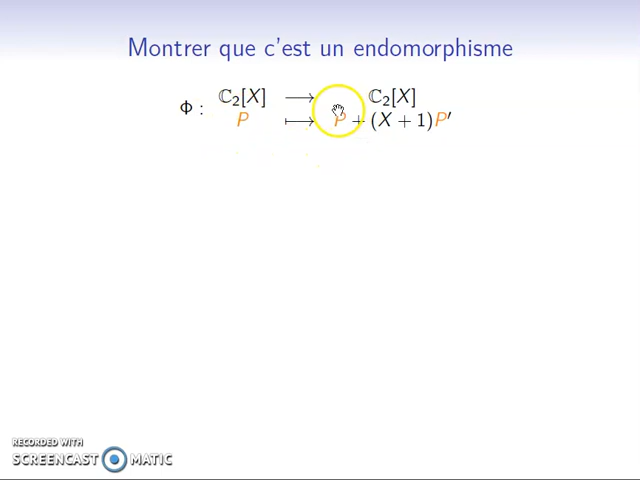 Montrer que c'est un endomorphisme
Φ : ℂ₂[X] ⟶ ℂ₂[X]
P ⟼ P + (X + 1)P′
RECORDED WITH
SCREENCAST MATIC